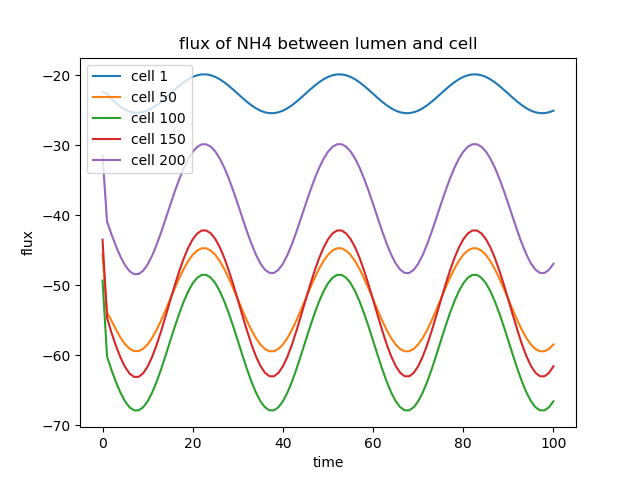 flux of NH4 between lumen and cell
cell 1
cell 50
cell 100
cell 150
cell 200
flux
−20
−30
−40
−50
−60
−70
0 20 40 60 80 100
time